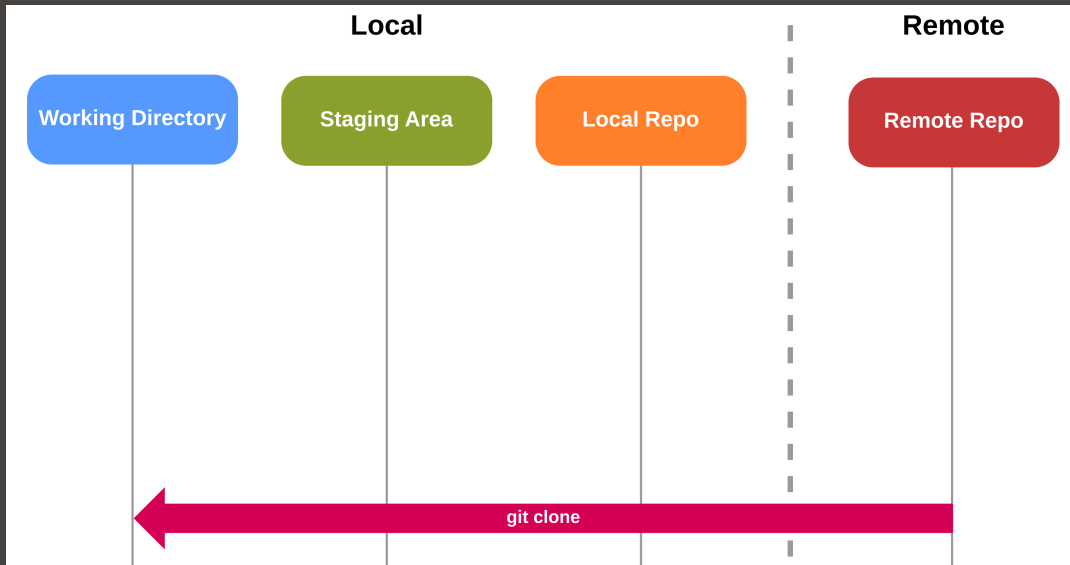 Local
Remote
Working Directory
Staging Area
Local Repo
Remote Repo
git clone